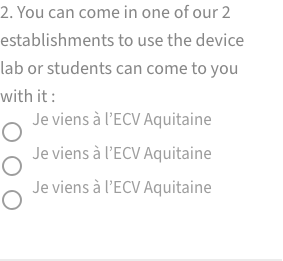 2. You can come in one of our 2
establishments to use the device
lab or students can come to you
with it :
Je viens à l'ECV Aquitaine
Je viens à l'ECV Aquitaine
Je viens à l'ECV Aquitaine